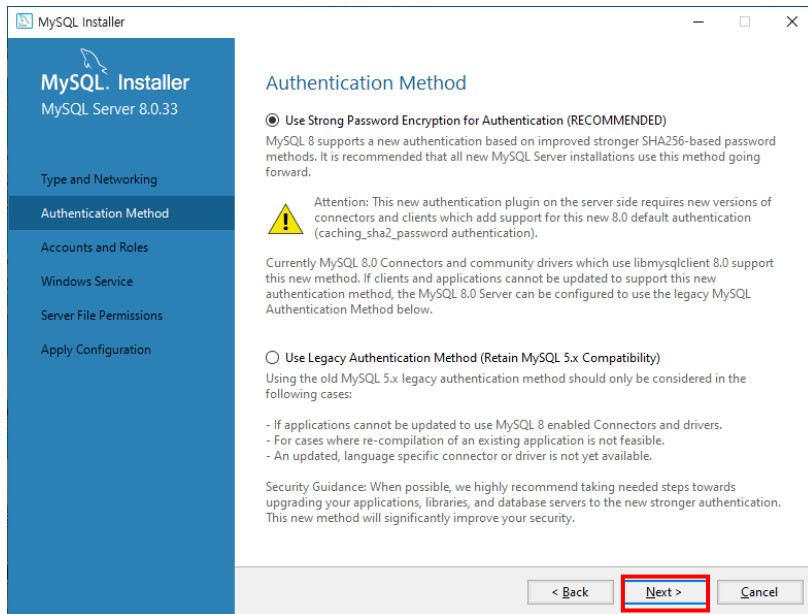 MySQL Installer
MySQL. Installer
MySQL Server 8.0.33
Type and Networking
Authentication Method
Accounts and Roles
Windows Service
Server File Permissions
Apply Configuration
Authentication Method
Use Strong Password Encryption for Authentication (RECOMMENDED)
MySQL 8 supports a new authentication based on improved stronger SHA256-based password
methods. It is recommended that all new MySQL Server installations use this method going
forward.
Attention: This new authentication plugin on the server side requires new versions of
connectors and clients which add support for this new 8.0 default authentication
(caching_sha2_password authentication).
Currently MySQL 8.0 Connectors and community drivers which use libmysqlclient 8.0 support
this new method. If clients and applications cannot be updated to support this new
authentication method, the MySQL 8.0 Server can be configured to use the legacy MySQL
Authentication Method below.
Use Legacy Authentication Method (Retain MySQL 5.x Compatibility)
Using the old MySQL 5.x legacy authentication method should only be considered in the
following cases:
- If applications cannot be updated to use MySQL 8 enabled Connectors and drivers.
- For cases where re-compilation of an existing application is not feasible.
- An updated, language specific connector or driver is not yet available.
Security Guidance: When possible, we highly recommend taking needed steps towards
upgrading your applications, libraries, and database servers to the new stronger authentication.
This new method will significantly improve your security.
< Back
Next >
Cancel